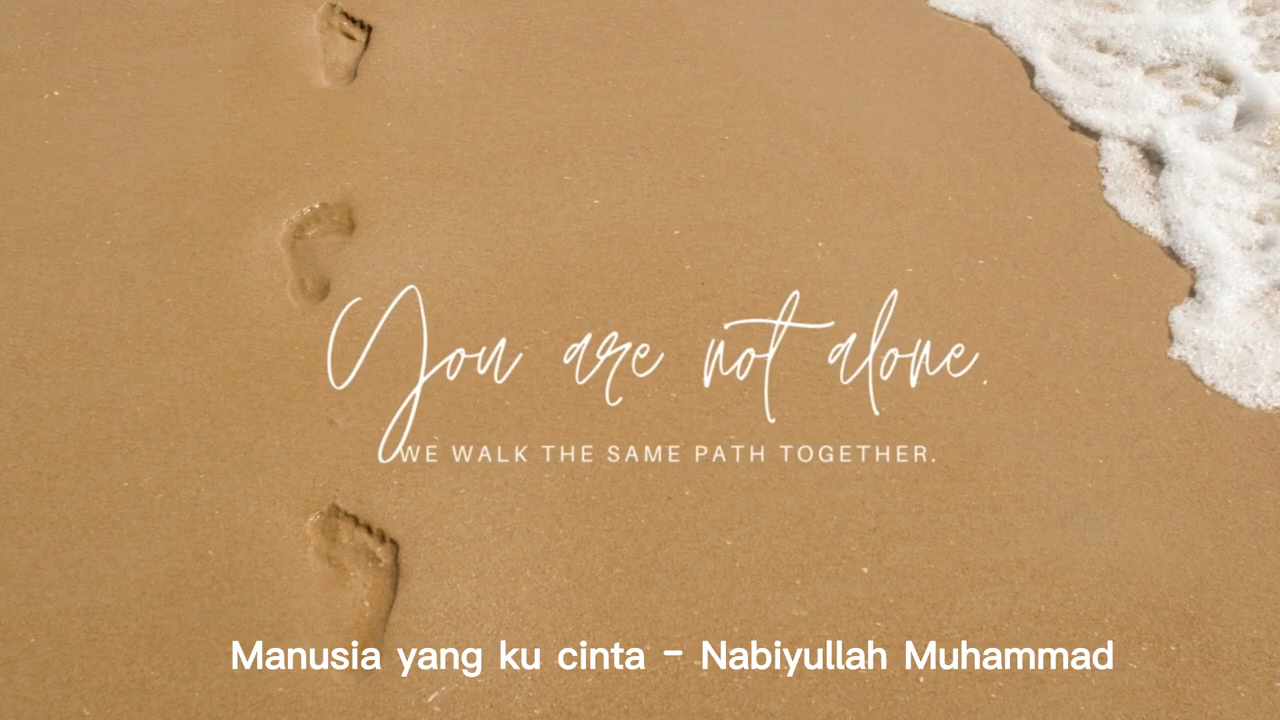 You are not alone.
WE WALK THE SAME PATH TOGETHER.
Manusia yang ku cinta - Nabiyullah Muhammad